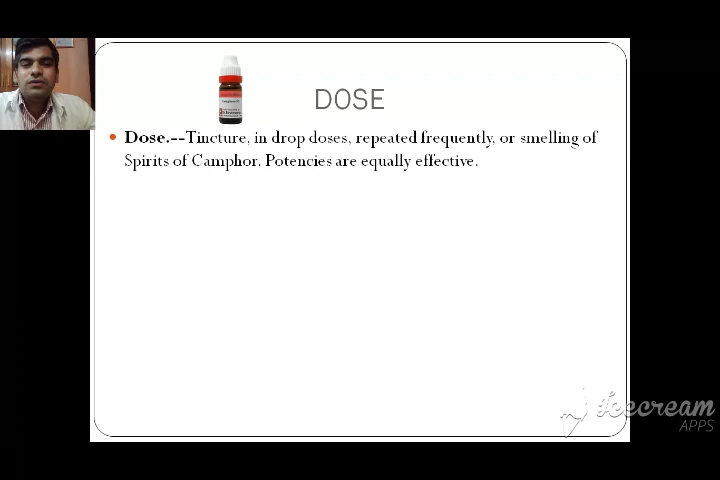 DOSE
Dose.--Tincture, in drop doses, repeated frequently, or smelling of
Spirits of Camphor. Potencies are equally effective.
Icecream
APPS